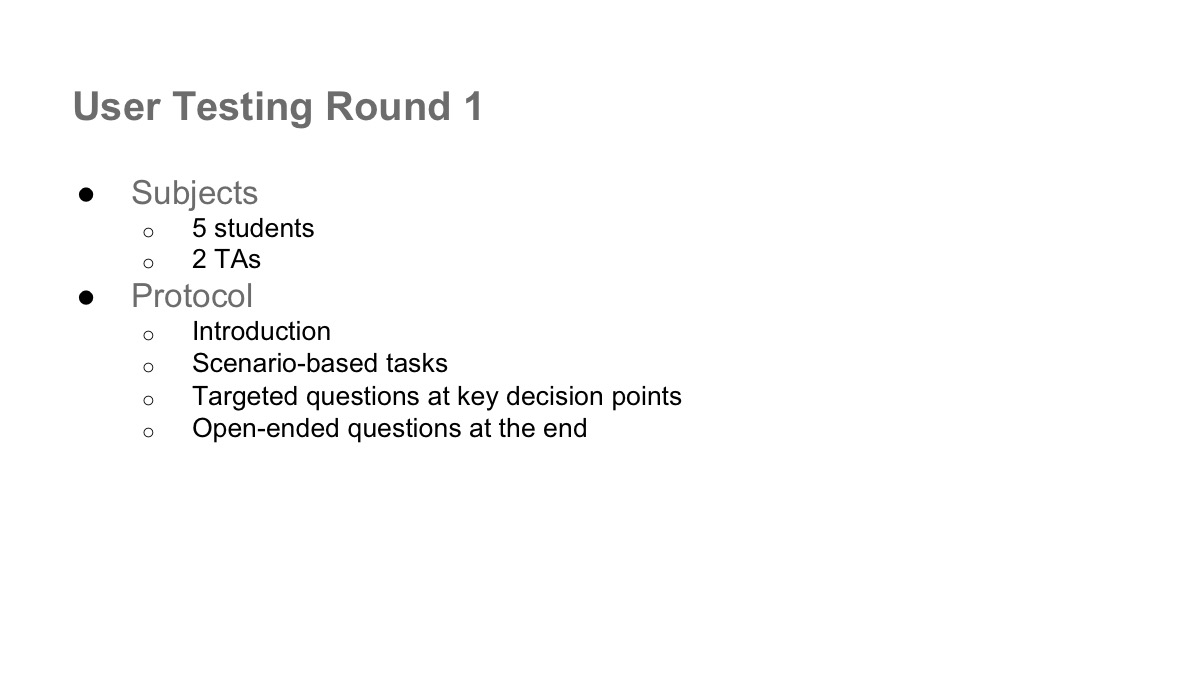 User Testing Round 1
● Subjects
○ 5 students
○ 2 TAs
● Protocol
○ Introduction
○ Scenario-based tasks
○ Targeted questions at key decision points
○ Open-ended questions at the end